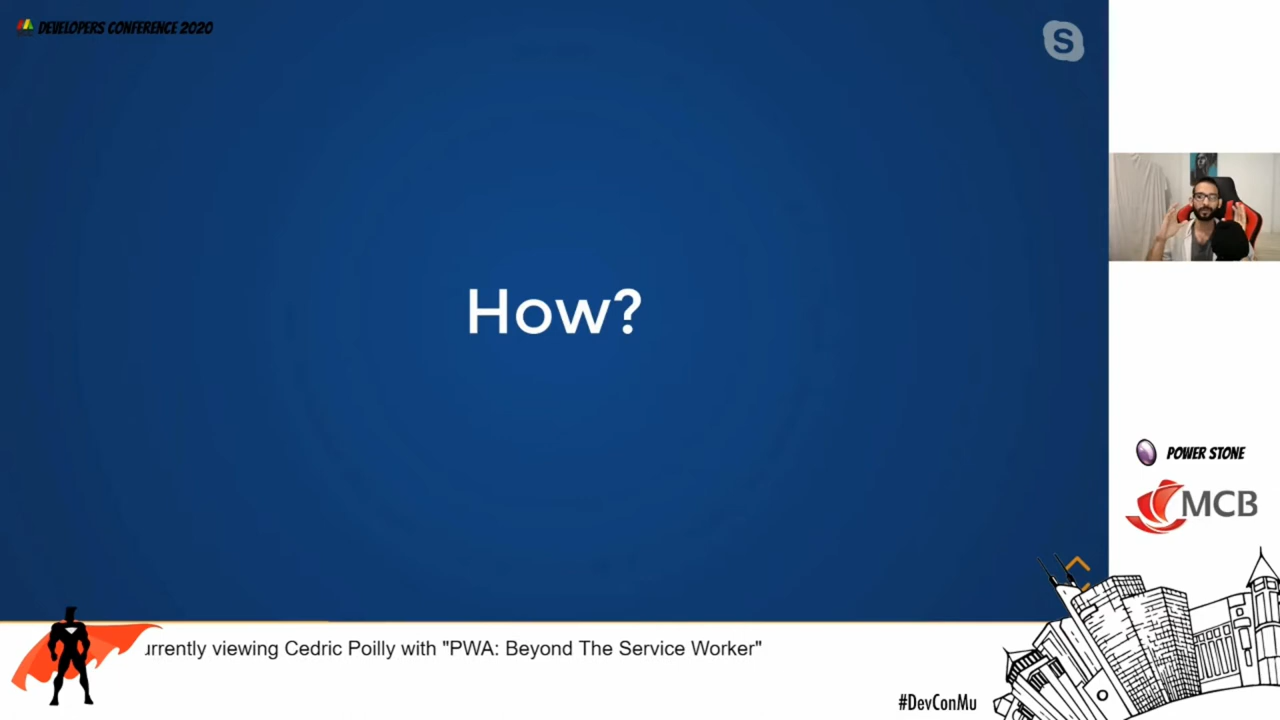 DEVELOPERS CONFERENCE 2020
S
How?
POWER STONE
MCB
urrently viewing Cedric Poilly with "PWA: Beyond The Service Worker"
#DevConMu